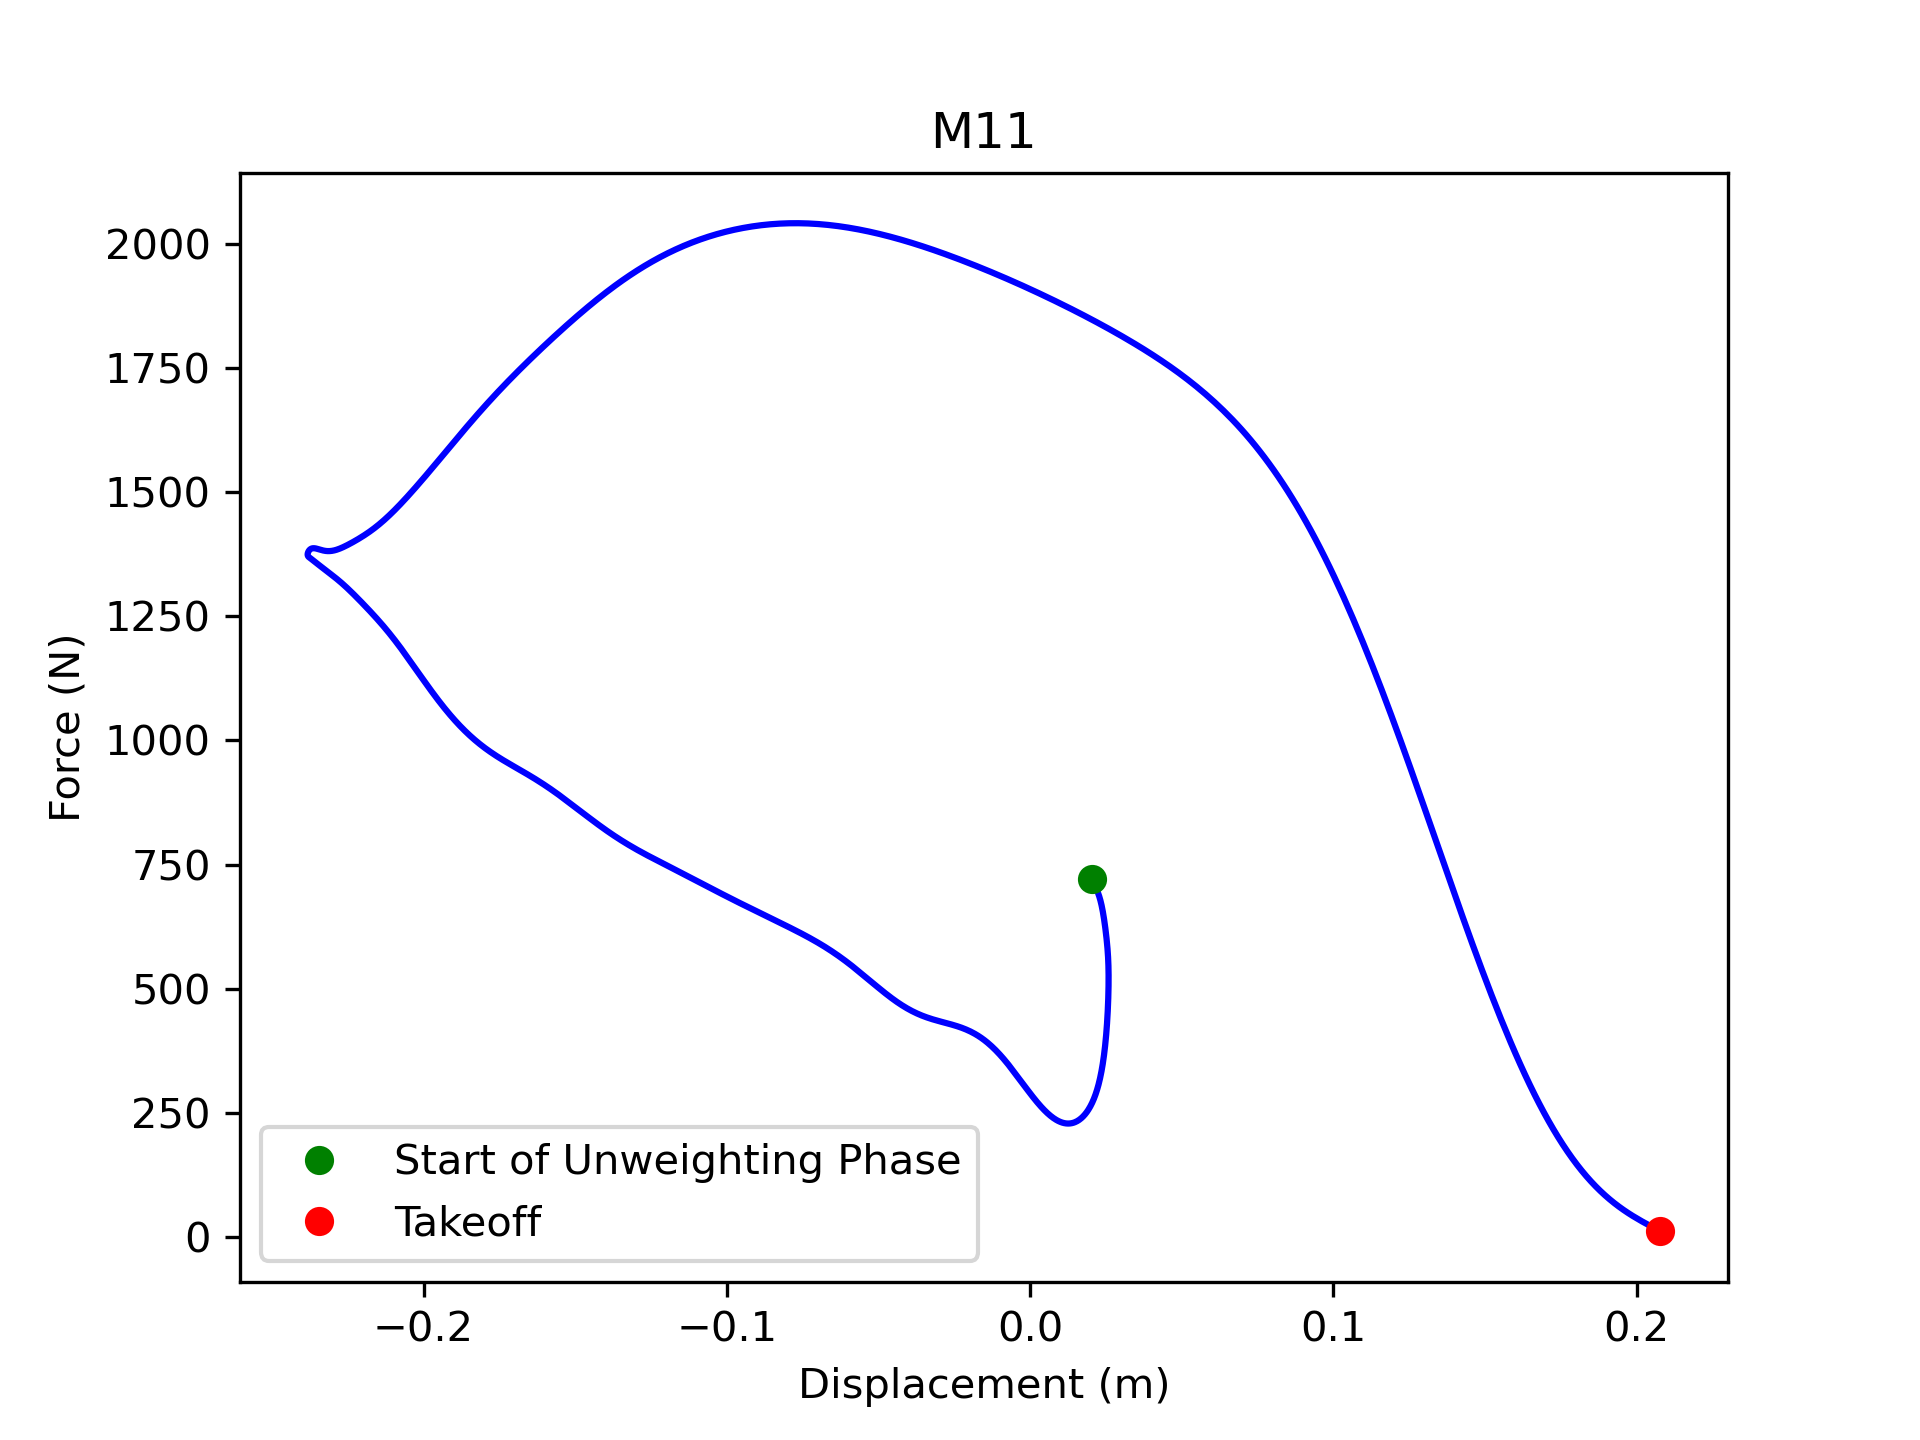 M11
2000
1750
1500
1250
1000
750
500
250
0
Force (N)
Start of Unweighting Phase
Takeoff
−0.2 −0.1 0.0 0.1 0.2
Displacement (m)